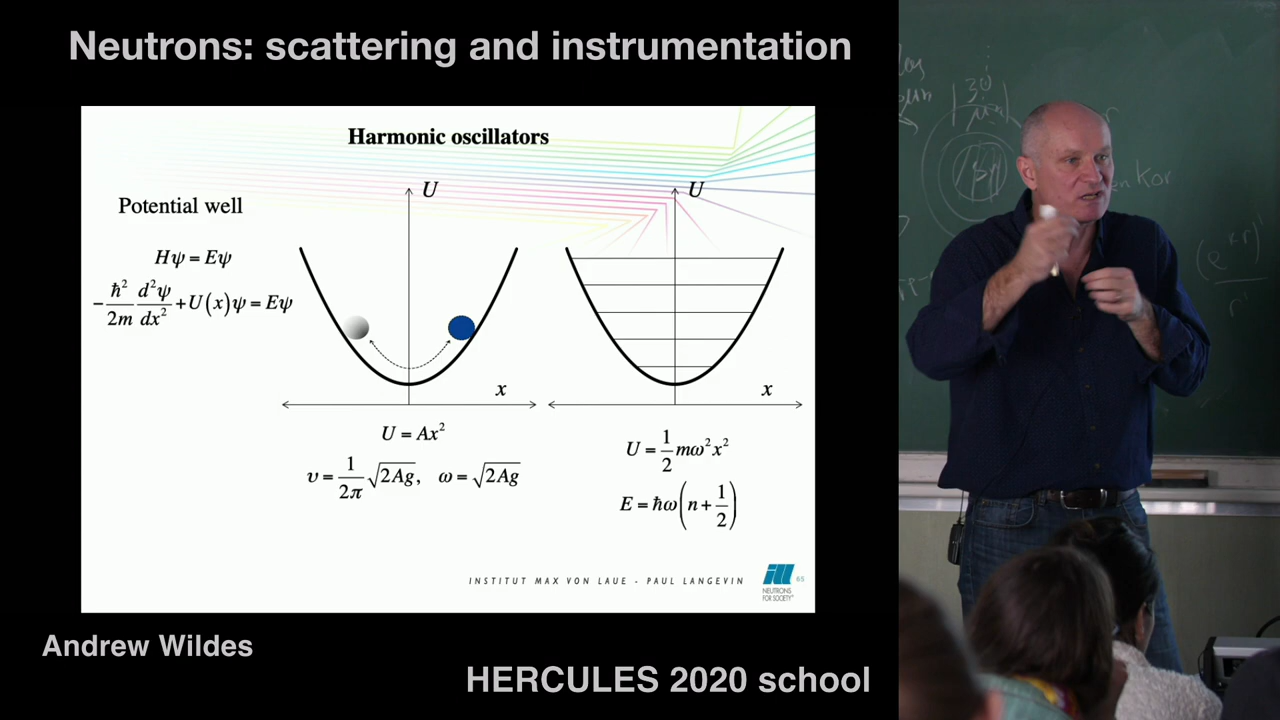 Neutrons: scattering and instrumentation
Harmonic oscillators
Potential well
Hψ = Eψ
-ħ²/2m d²ψ/dx² + U(x)ψ = Eψ
U
x
U = Ax²
υ = 1/2π √2Ag, ω = √2Ag
U
x
U = 1/2 mω²x²
E = ħω(n + 1/2)
INSTITUT MAX VON LAUE - PAUL LANGEVIN
ill
NEUTRONS
FOR SOCIETY
65
30
Andrew Wildes
HERCULES 2020 school